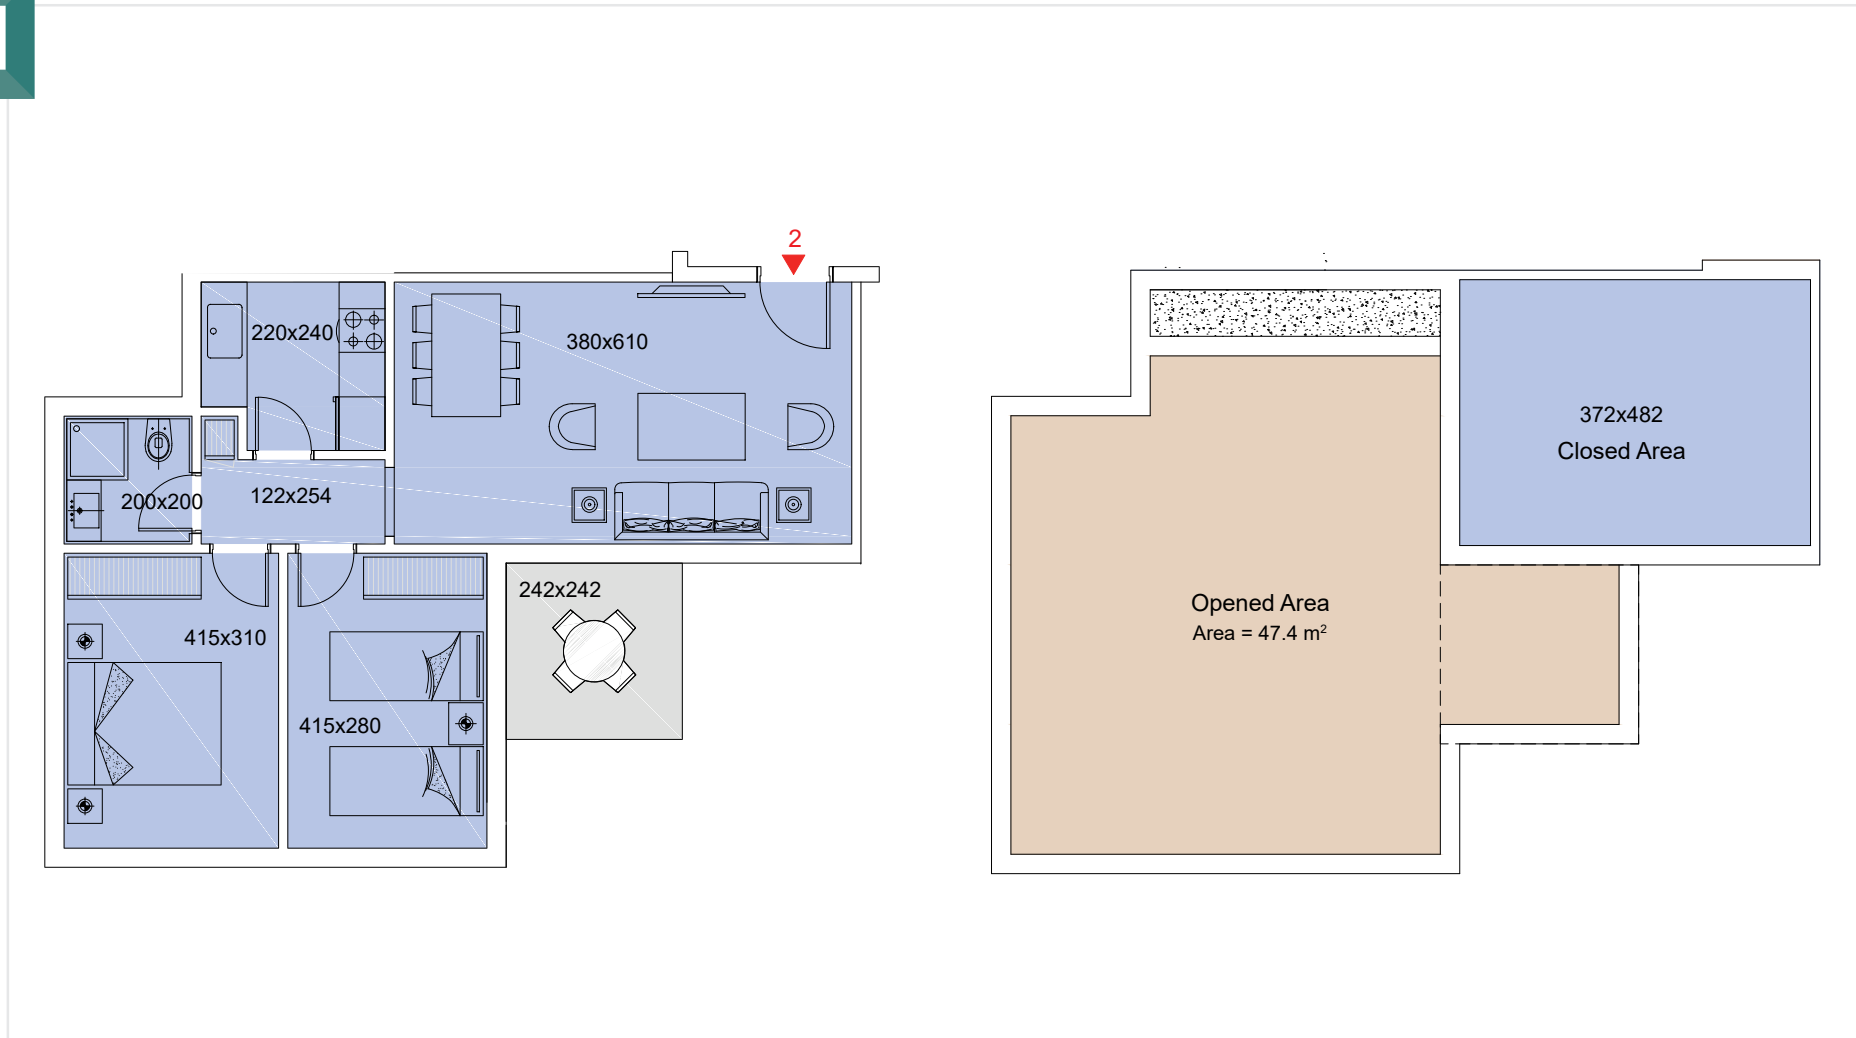 2
220x240
380x610
200x200
122x254
242x242
415x310
415x280
372x482
Closed Area
Opened Area
Area = 47.4 m²